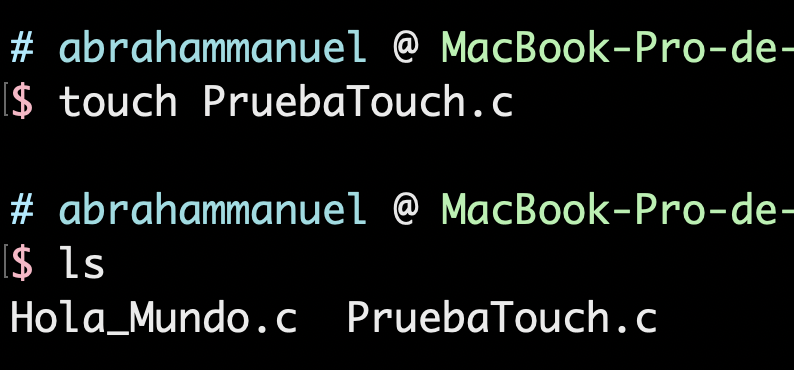 # abrahammanuel @ MacBook-Pro-de-
$ touch PruebaTouch.c
# abrahammanuel @ MacBook-Pro-de-
$ ls
Hola_Mundo.c  PruebaTouch.c